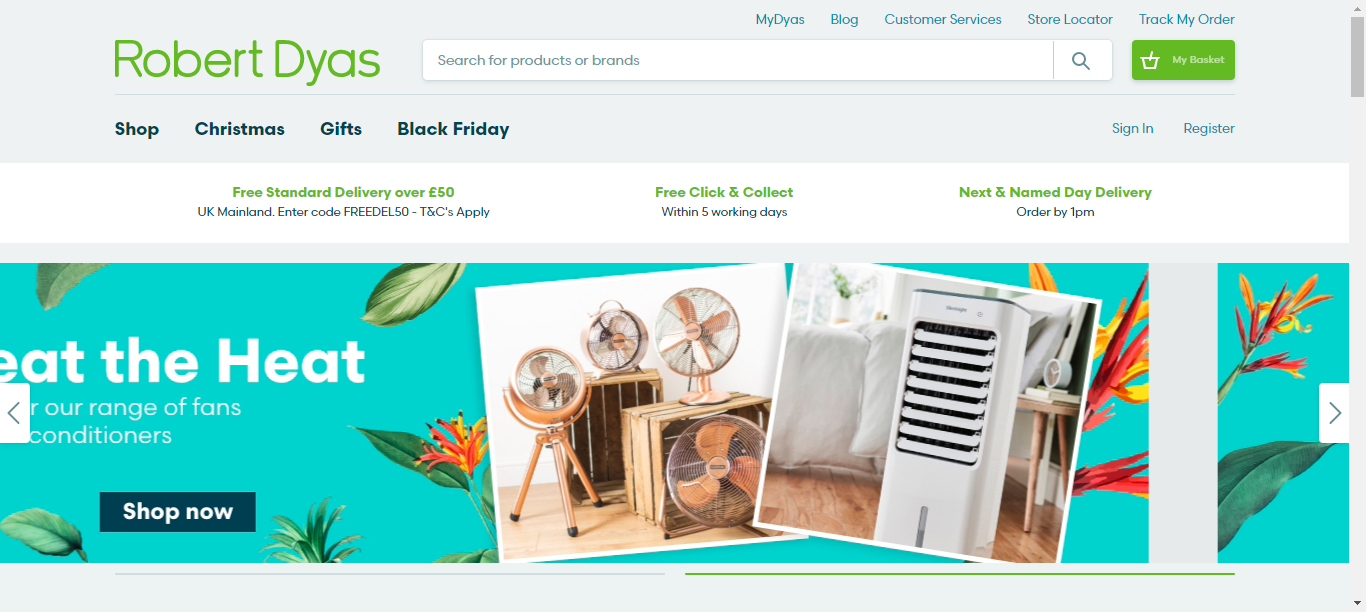 MyDyas Blog Customer Services Store Locator Track My Order
Robert Dyas
Search for products or brands
My Basket
Shop Christmas Gifts Black Friday
Sign In Register
Free Standard Delivery over £50
UK Mainland. Enter code FREEDEL50 - T&C's Apply
Free Click & Collect
Within 5 working days
Next & Named Day Delivery
Order by 1pm
eat the Heat
r our range of fans
conditioners
Shop now